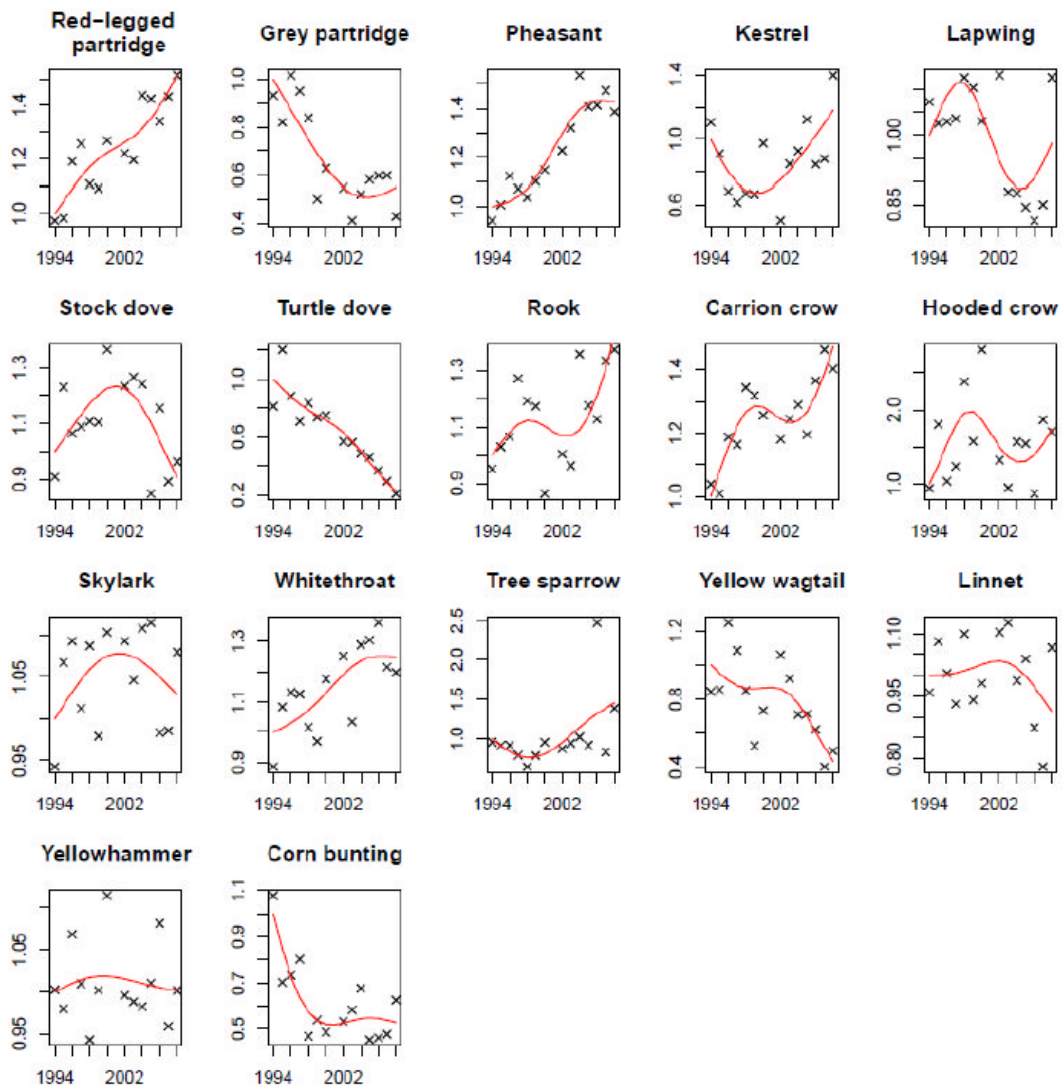 Red-legged
partridge
Grey partridge
Pheasant
Kestrel
Lapwing
1.0 1.2 1.4
0.4 0.6 0.8 1.0
1.0 1.2 1.4
0.6 1.0 1.4
0.85 1.00
1994 2002
1994 2002
1994 2002
1994 2002
1994 2002
Stock dove
Turtle dove
Rook
Carrion crow
Hooded crow
0.9 1.1 1.3
0.2 0.6 1.0
0.9 1.1 1.3
1.0 1.2 1.4
1.0 2.0
1994 2002
1994 2002
1994 2002
1994 2002
1994 2002
Skylark
Whitethroat
Tree sparrow
Yellow wagtail
Linnet
0.95 1.05
0.9 1.1 1.3
1.0 1.5 2.5
0.4 0.8 1.2
0.80 0.95 1.10
1994 2002
1994 2002
1994 2002
1994 2002
1994 2002
Yellowhammer
Corn bunting
0.95 1.05
0.5 0.7 0.9 1.1
1994 2002
1994 2002